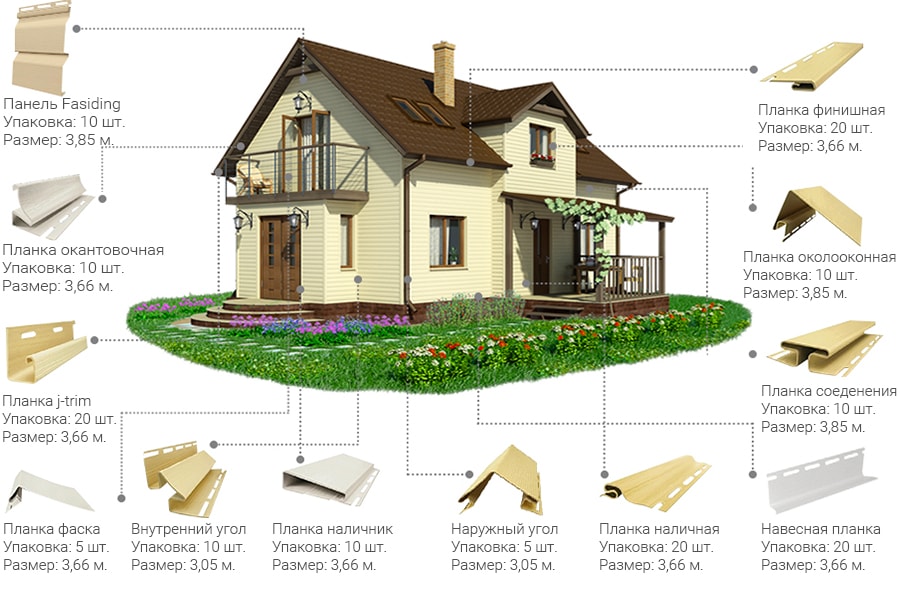 Панель Fasiding
Упаковка: 10 шт.
Размер: 3,85 м.
Планка окантовочная
Упаковка: 10 шт.
Размер: 3,66 м.
Планка j-trim
Упаковка: 20 шт.
Размер: 3,66 м.
Планка финишная
Упаковка: 20 шт.
Размер: 3,66 м.
Планка околооконная
Упаковка: 10 шт.
Размер: 3,85 м.
Планка соеденения
Упаковка: 10 шт.
Размер: 3,85 м.
Планка фаска
Упаковка: 5 шт.
Размер: 3,66 м.
Внутренний угол
Упаковка: 10 шт.
Размер: 3,05 м.
Планка наличник
Упаковка: 10 шт.
Размер: 3,66 м.
Наружный угол
Упаковка: 5 шт.
Размер: 3,05 м.
Планка наличная
Упаковка: 20 шт.
Размер: 3,66 м.
Навесная планка
Упаковка: 20 шт.
Размер: 3,66 м.